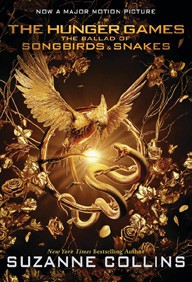 NOW A MAJOR MOTION PICTURE
THE HUNGER GAMES
THE BALLAD OF
SONGBIRDS & SNAKES
New York Times Bestselling Author
SUZANNE COLLINS